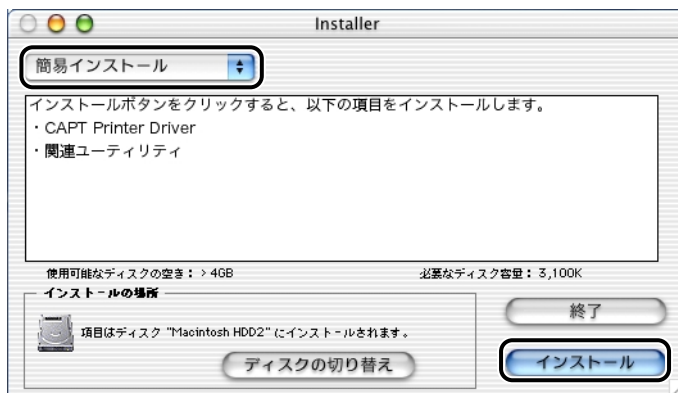 Installer
簡易インストール
インストールボタンをクリックすると、以下の項目をインストールします。
・CAPT Printer Driver
・関連ユーティリティ
使用可能なディスクの空き：> 4GB
必要なディスク容量：3,100K
インストールの場所
項目はディスク "Macintosh HDD2" にインストールされます。
終了
ディスクの切り替え
インストール